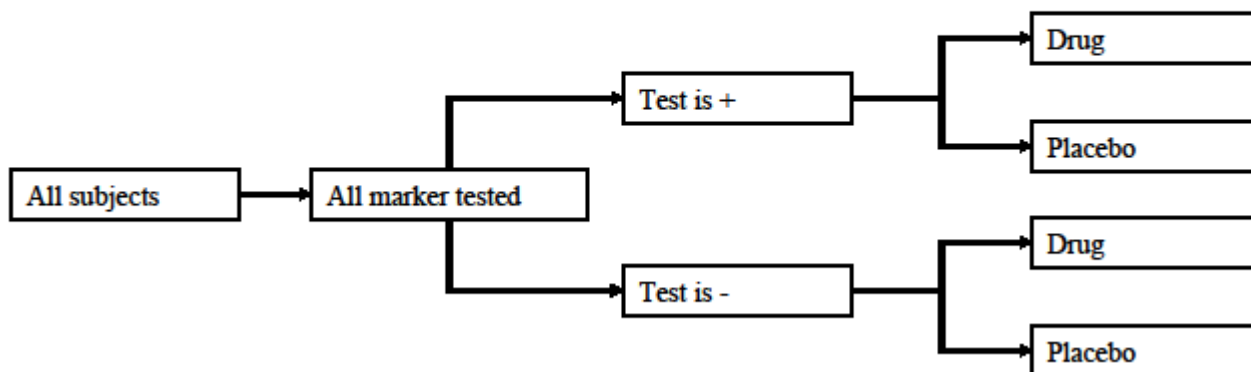 All subjects
All marker tested
Test is +
Drug
Placebo
Test is -
Drug
Placebo